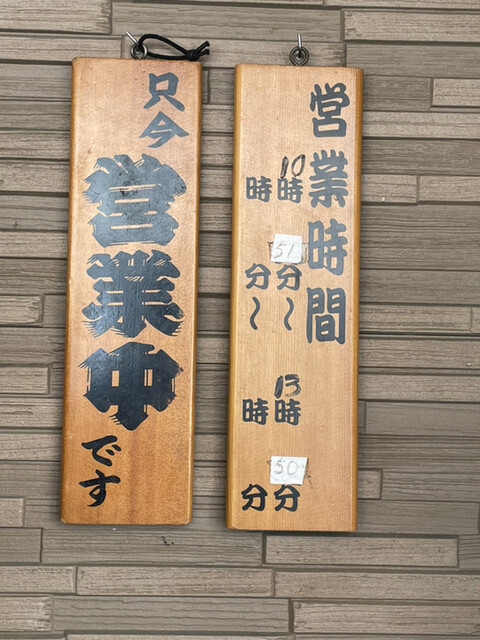 只今営業中です
営業時間
10時51分〜13時50分
時 分〜 時 分